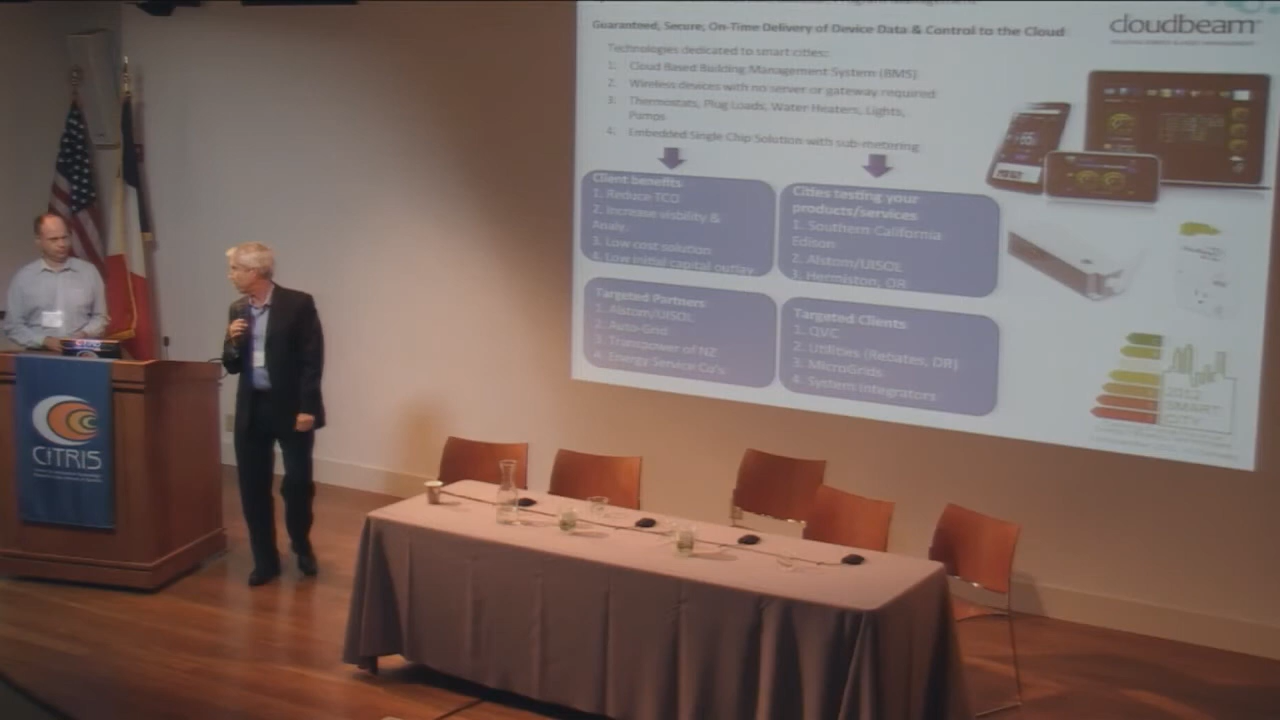 cloudbeam
Guaranteed, Secure, On-Time Delivery of Device Data & Control to the Cloud
Technologies dedicated to smart cities:
1. Cloud Based Building Management System (BMS)
2. Wireless devices with no server or gateway required
3. Thermostats, Plug Loads, Water Heaters, Lights,
Pumps
4. Embedded Single Chip Solution with sub-metering
Client benefits
1. Reduce TCO
2. Increase visibility &
Analy.
3. Low cost solution
4. Low initial capital outlay
Cities testing your
products/services
1. Southern California
Edison
2. Alstom/UISOL
3. Hermiston, OR
Targeted Partners
1. Alstom/UISOL
2. Auto-Grid
3. Transpower of NZ
4. Energy Service Co's
Targeted Clients
1. QVC
2. Utilities (Rebates, DR)
3. MicroGrids
4. System Integrators
2012
SMART
CITY
CITRIS